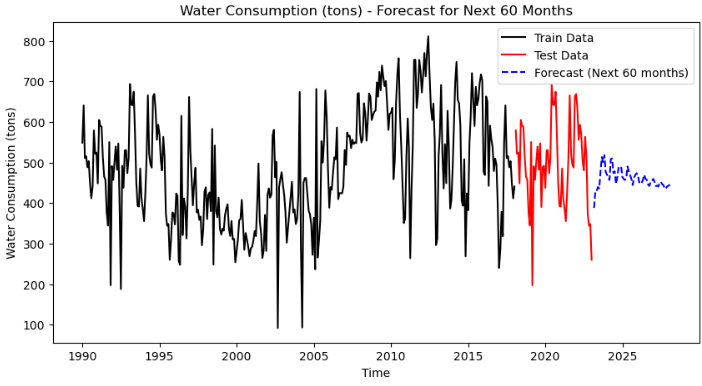 Water Consumption (tons) - Forecast for Next 60 Months
Train Data
Test Data
Forecast (Next 60 months)
Water Consumption (tons)
800
700
600
500
400
300
200
100
1990
1995
2000
2005
2010
2015
2020
2025
Time